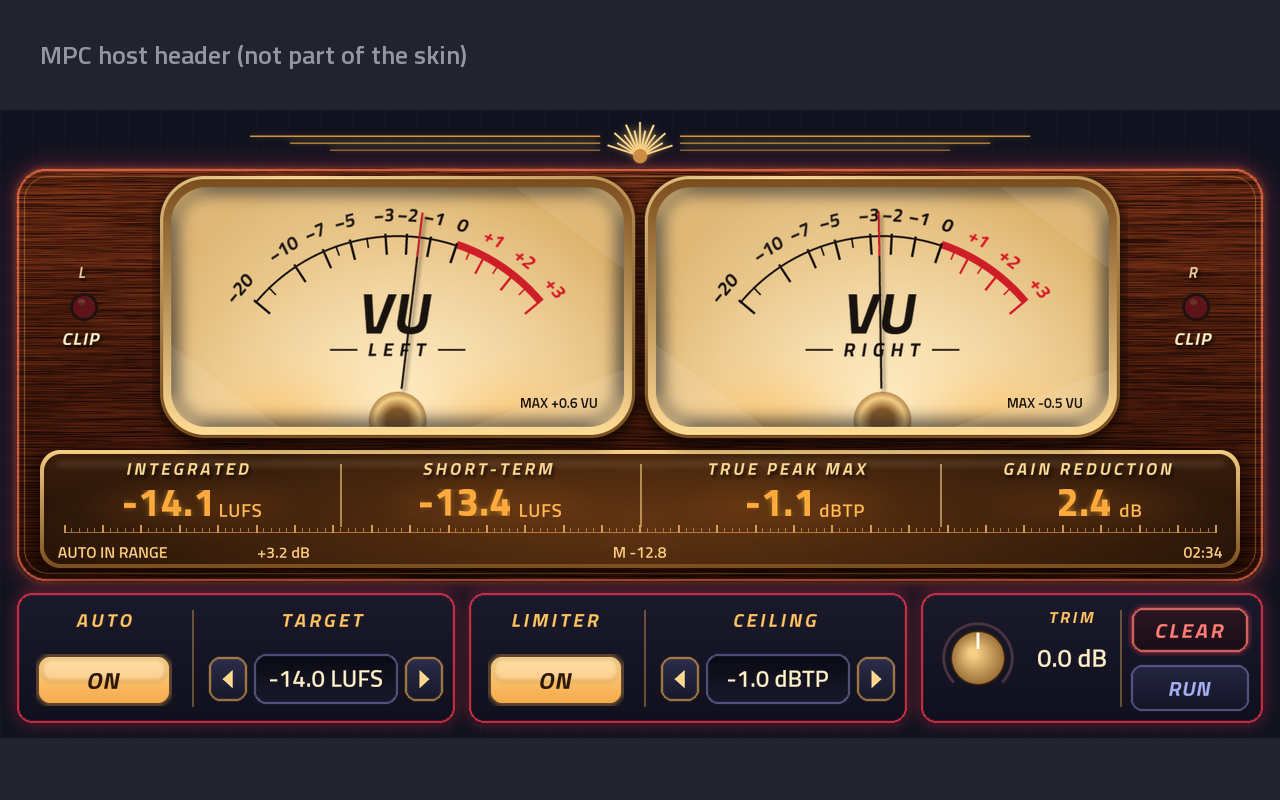 MPC host header (not part of the skin)
-20 -10 -7 -5 -3 -2 -1 0 +1 +2 +3
VU
LEFT
MAX +0.6 VU
-20 -10 -7 -5 -3 -2 -1 0 +1 +2 +3
VU
RIGHT
MAX -0.5 VU
L
CLIP
R
CLIP
INTEGRATED SHORT-TERM TRUE PEAK MAX GAIN REDUCTION
-14.1 LUFS -13.4 LUFS -1.1 dBTP 2.4 dB
AUTO IN RANGE +3.2 dB M -12.8 02:34
AUTO TARGET
ON -14.0 LUFS
LIMITER CEILING
ON -1.0 dBTP
TRIM
0.0 dB
CLEAR
RUN